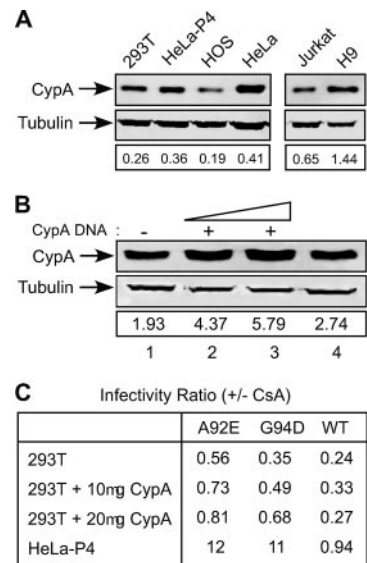 A
293T HeLa-P4 HOS HeLa Jurkat H9
CypA
Tubulin
0.26 0.36 0.19 0.41 0.65 1.44
B
CypA DNA : - + +
CypA
Tubulin
1.93 4.37 5.79 2.74
1 2 3 4
C Infectivity Ratio (+/- CsA)
A92E G94D WT
293T 0.56 0.35 0.24
293T + 10mg CypA 0.73 0.49 0.33
293T + 20mg CypA 0.81 0.68 0.27
HeLa-P4 12 11 0.94